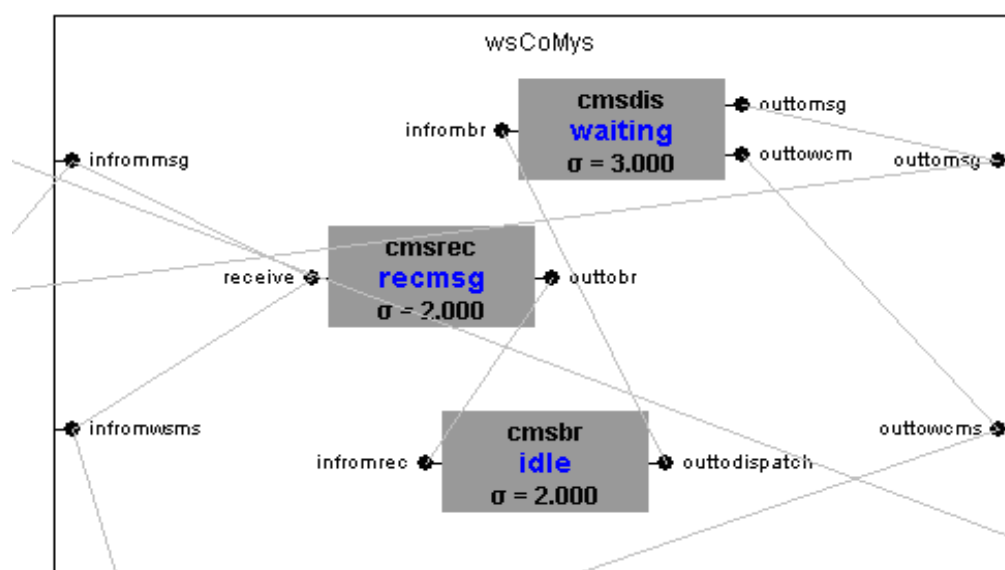 wsCoMys
cmsdis
waiting
σ = 3.000
infrombr
outtomsg
outtowcm
infrommsg
outtomsg
cmsrec
recmsg
σ = 2.000
receive
outtobr
infromwsms
outtowcms
cmsbr
idle
σ = 2.000
infromrec
outtodispatch